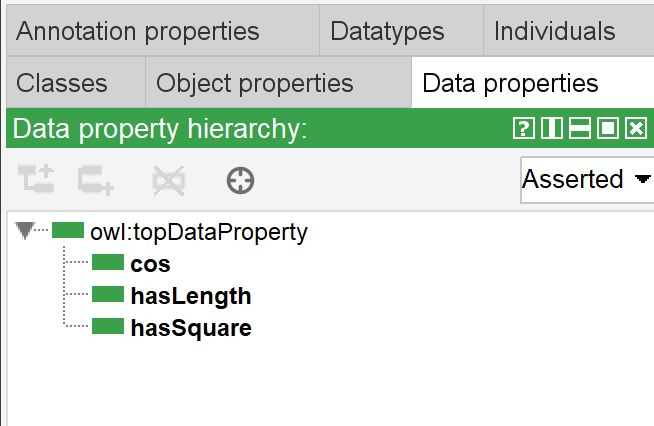 Annotation properties Datatypes Individuals
Classes Object properties Data properties
Data property hierarchy:
Asserted
owl:topDataProperty
cos
hasLength
hasSquare